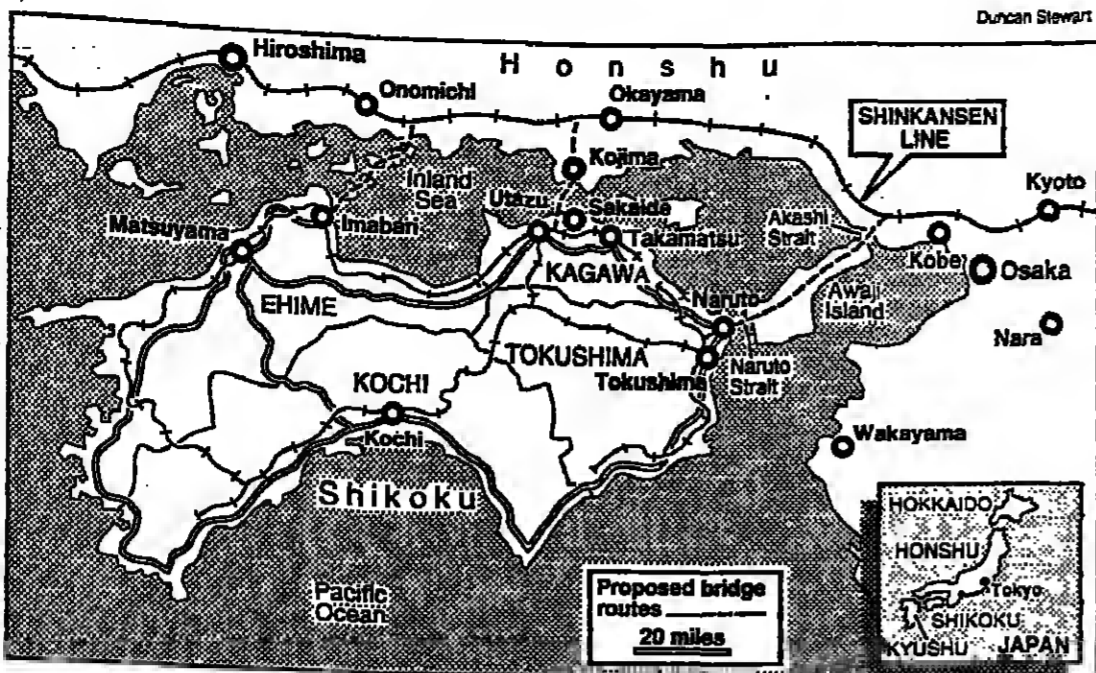 Duncan Stewart
Hiroshima
Honshu
Onomichi
Okayama
SHINKANSEN
LINE
Kojima
Kyoto
Inland
Sea
Utazu
Sakaide
Akashi
Strait
Matsuyama
Imabari
Takamatsu
Kobe
Osaka
KAGAWA
EHIME
Naruto
Awaji
Island
Nara
TOKUSHIMA
Tokushima
Naruto
Strait
KOCHI
Kochi
Wakayama
Shikoku
HOKKAIDO
HONSHU
Tokyo
SHIKOKU
KYUSHU JAPAN
Pacific
Ocean
Proposed bridge
routes
20 miles